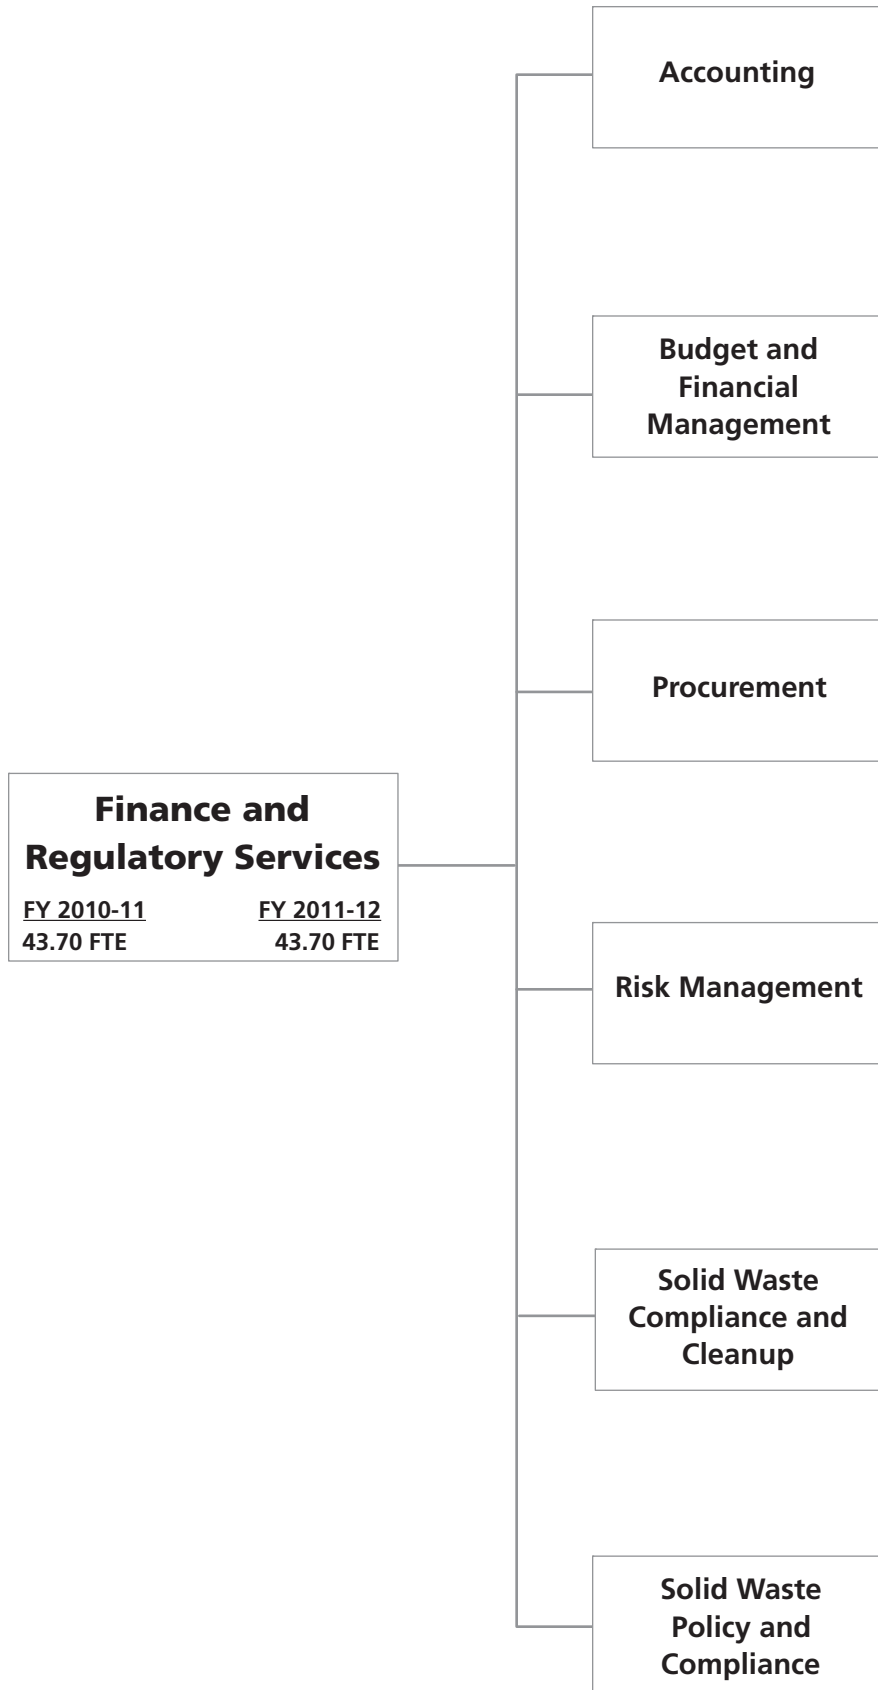 Accounting
Budget and
Financial
Management
Procurement
Finance and
Regulatory Services
FY 2010-11 FY 2011-12
43.70 FTE 43.70 FTE
Risk Management
Solid Waste
Compliance and
Cleanup
Solid Waste
Policy and
Compliance